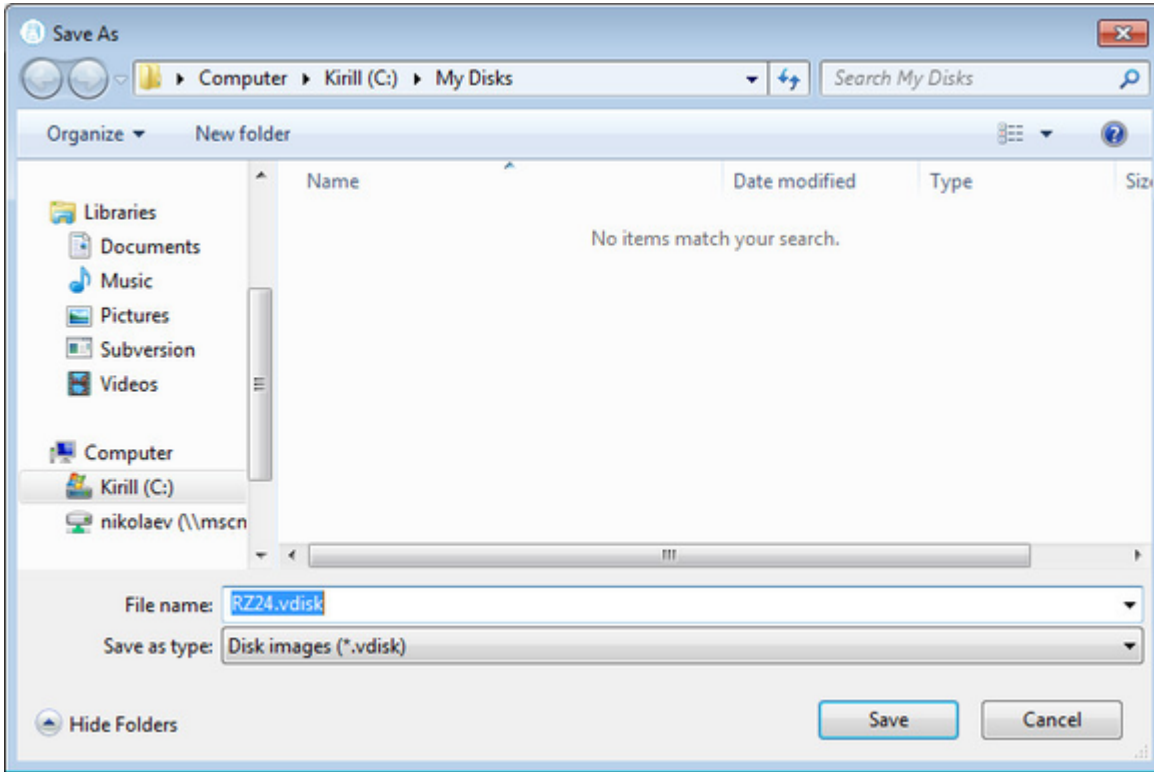 Save As
Computer Kirill (C:) My Disks Search My Disks
Organize New folder
Name Date modified Type Size
No items match your search.
Libraries
Documents
Music
Pictures
Subversion
Videos
Computer
Kirill (C:)
nikolaev (\\mscn
File name: RZ24.vdisk
Save as type: Disk images (*.vdisk)
Hide Folders Save Cancel